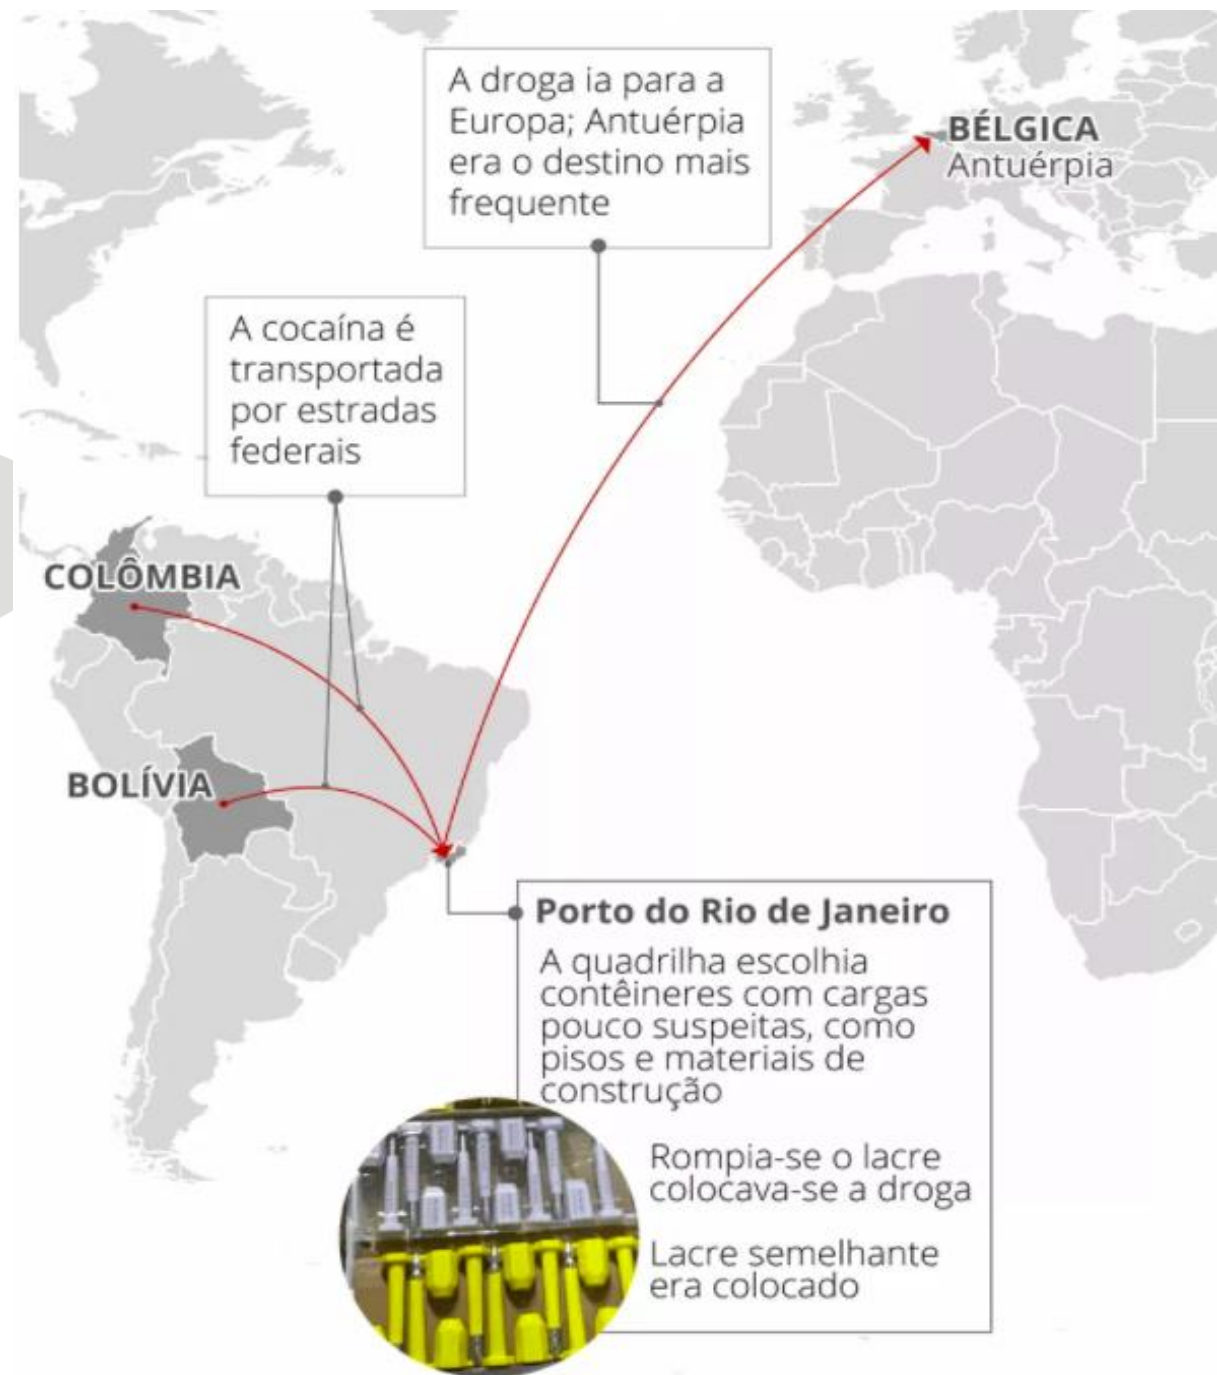 A droga ia para a
Europa; Antuérpia
era o destino mais
frequente
BÉLGICA
Antuérpia
A cocaína é
transportada
por estradas
federais
COLÔMBIA
BOLÍVIA
Porto do Rio de Janeiro
A quadrilha escolhia
contêineres com cargas
pouco suspeitas, como
pisos e materiais de
construção
Rompia-se o lacre
colocava-se a droga
Lacre semelhante
era colocado